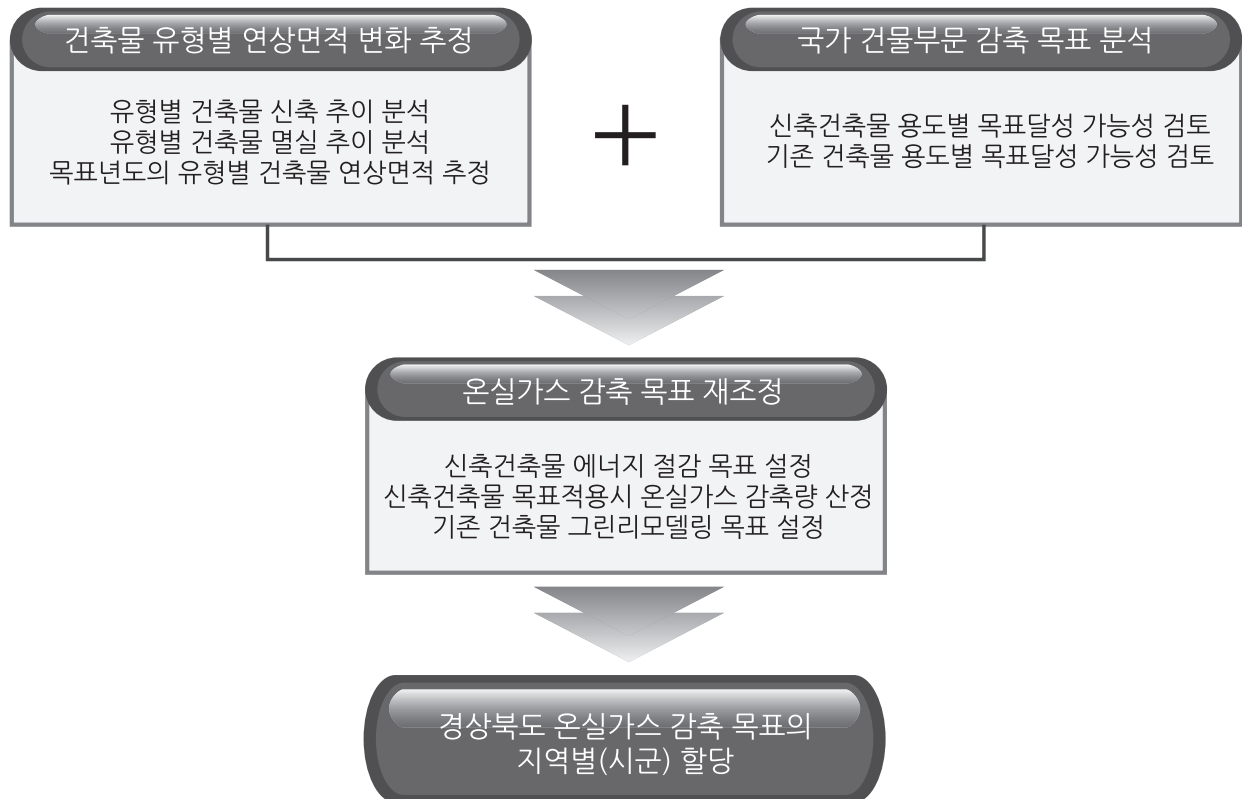 건축물 유형별 연상면적 변화 추정
유형별 건축물 신축 추이 분석
유형별 건축물 멸실 추이 분석
목표년도의 유형별 건축물 연상면적 추정
+
국가 건물부문 감축 목표 분석
신축건축물 용도별 목표달성 가능성 검토
기존 건축물 용도별 목표달성 가능성 검토
온실가스 감축 목표 재조정
신축건축물 에너지 절감 목표 설정
신축건축물 목표적용시 온실가스 감축량 산정
기존 건축물 그린리모델링 목표 설정
경상북도 온실가스 감축 목표의
지역별(시군) 할당